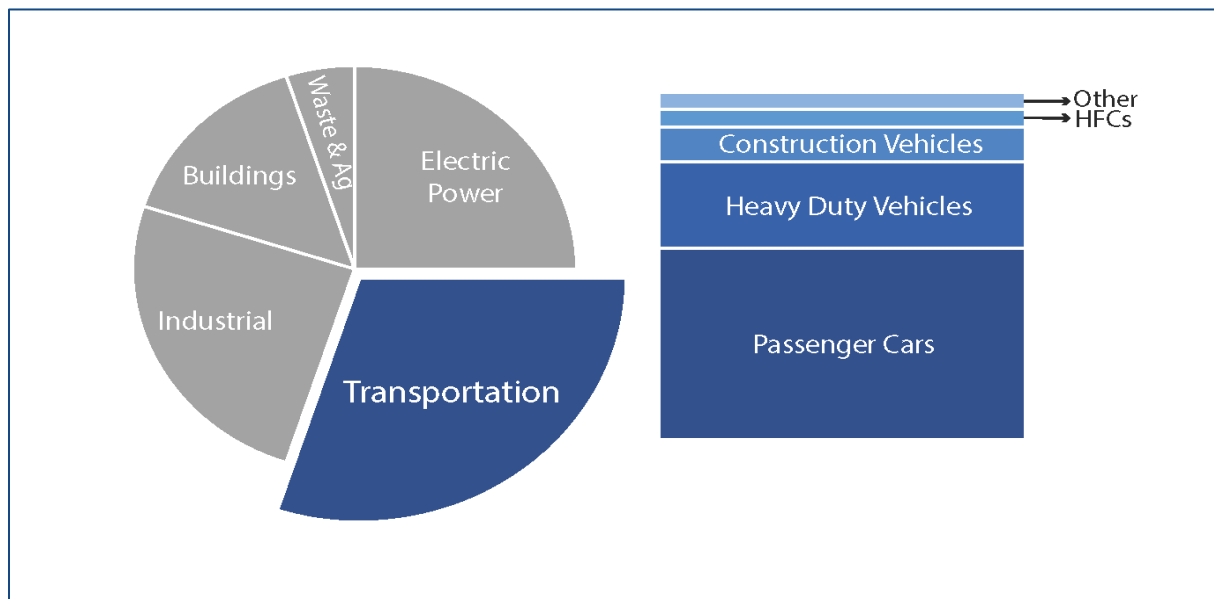 Waste & Ag
Electric
Power
Buildings
Industrial
Transportation
Other
HFCs
Construction Vehicles
Heavy Duty Vehicles
Passenger Cars